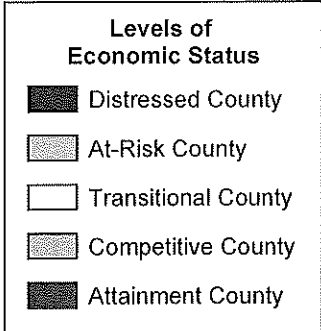 Levels of
Economic Status
Distressed County
At-Risk County
Transitional County
Competitive County
Attainment County